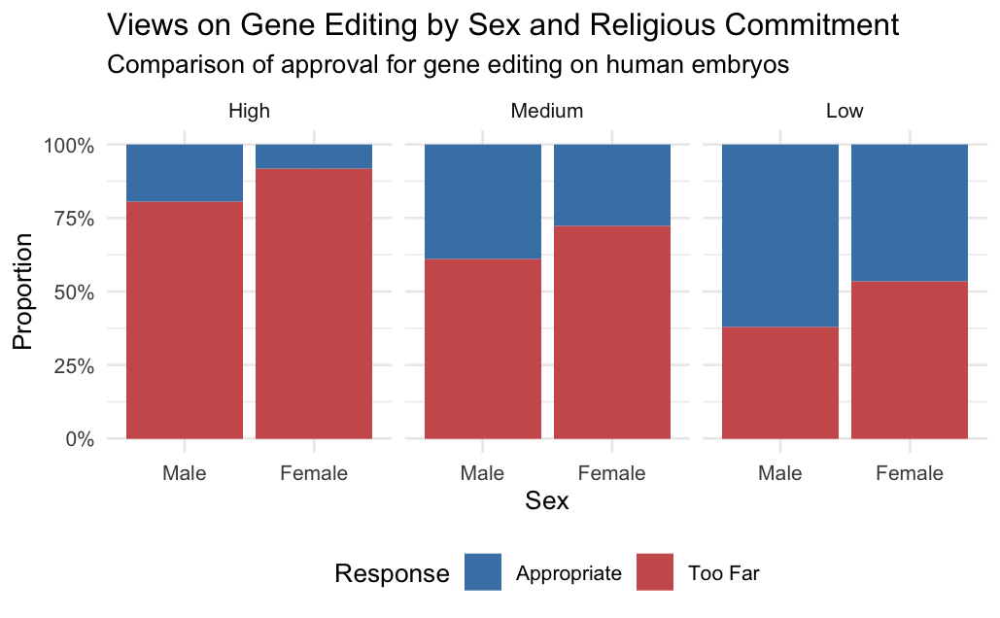 Views on Gene Editing by Sex and Religious Commitment
Comparison of approval for gene editing on human embryos
High Medium Low
100%
75%
50%
25%
0%
Proportion
Male Female Male Female Male Female
Sex
Response Appropriate Too Far